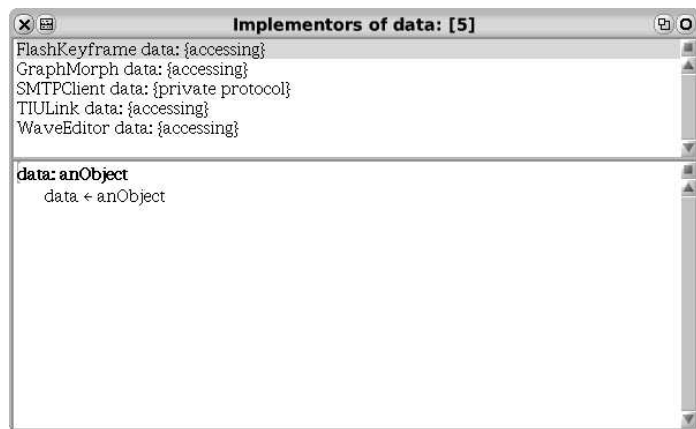 Implementors of data: [5]
FlashKeyframe data: {accessing}
GraphMorph data: {accessing}
SMTPClient data: {private protocol}
TIULink data: {accessing}
WaveEditor data: {accessing}
data: anObject
data ← anObject